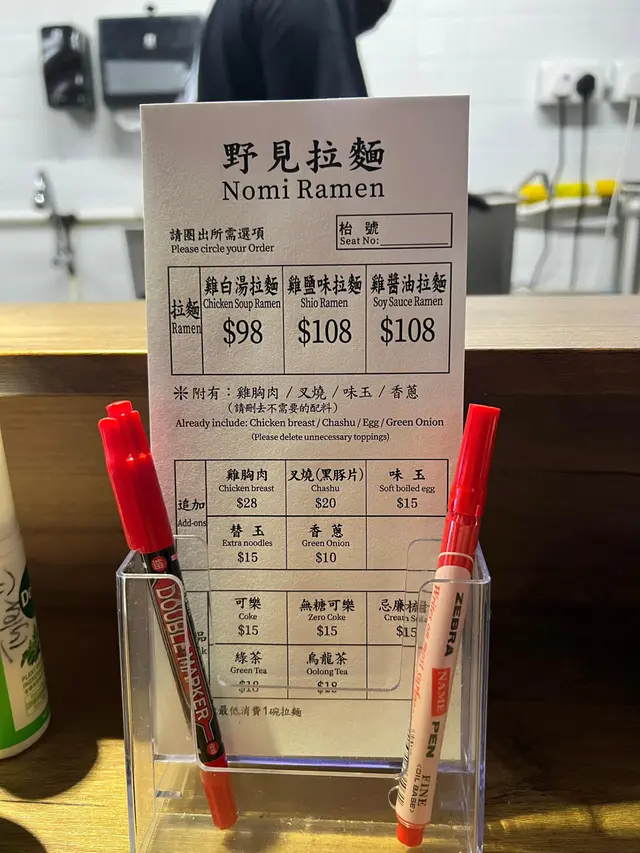 野見拉麵
Nomi Ramen
請圈出所需選項
Please circle your Order
枱 號
Seat No:
拉麵
Ramen
雞白湯拉麵 雞鹽味拉麵 雞醬油拉麵
Chicken Soup Ramen Shio Ramen Soy Sauce Ramen
$98 $108 $108
※附有：雞胸肉 / 叉燒 / 味玉 / 香蔥
（請刪去不需要的配料）
Already include: Chicken breast / Chashu / Egg / Green Onion
(Please delete unnecessary toppings)
追加
Add-ons
雞胸肉 叉燒(黑豚片) 味 玉
Chicken breast Chashu Soft boiled egg
$28 $20 $15
替 玉 香 蔥
Extra noodles Green Onion
$15 $10
可樂 無糖可樂 忌廉
Coke Zero Coke Cream
$15 $15 $15
綠茶 烏龍茶
Green Tea Oolong Tea
$18 $18
最低消費1碗拉麵
DOUBLE MARKER
ZEBRA
NAME PEN
FINE
(OIL BASE)